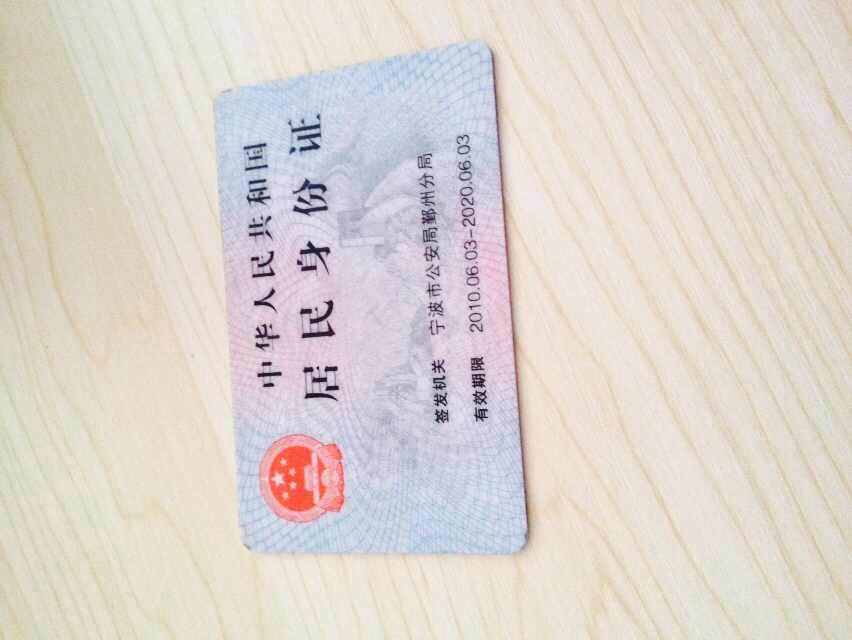 中华人民共和国
居民身份证
签发机关 宁波市公安局鄞州分局
有效期限 2010.06.03-2020.06.03